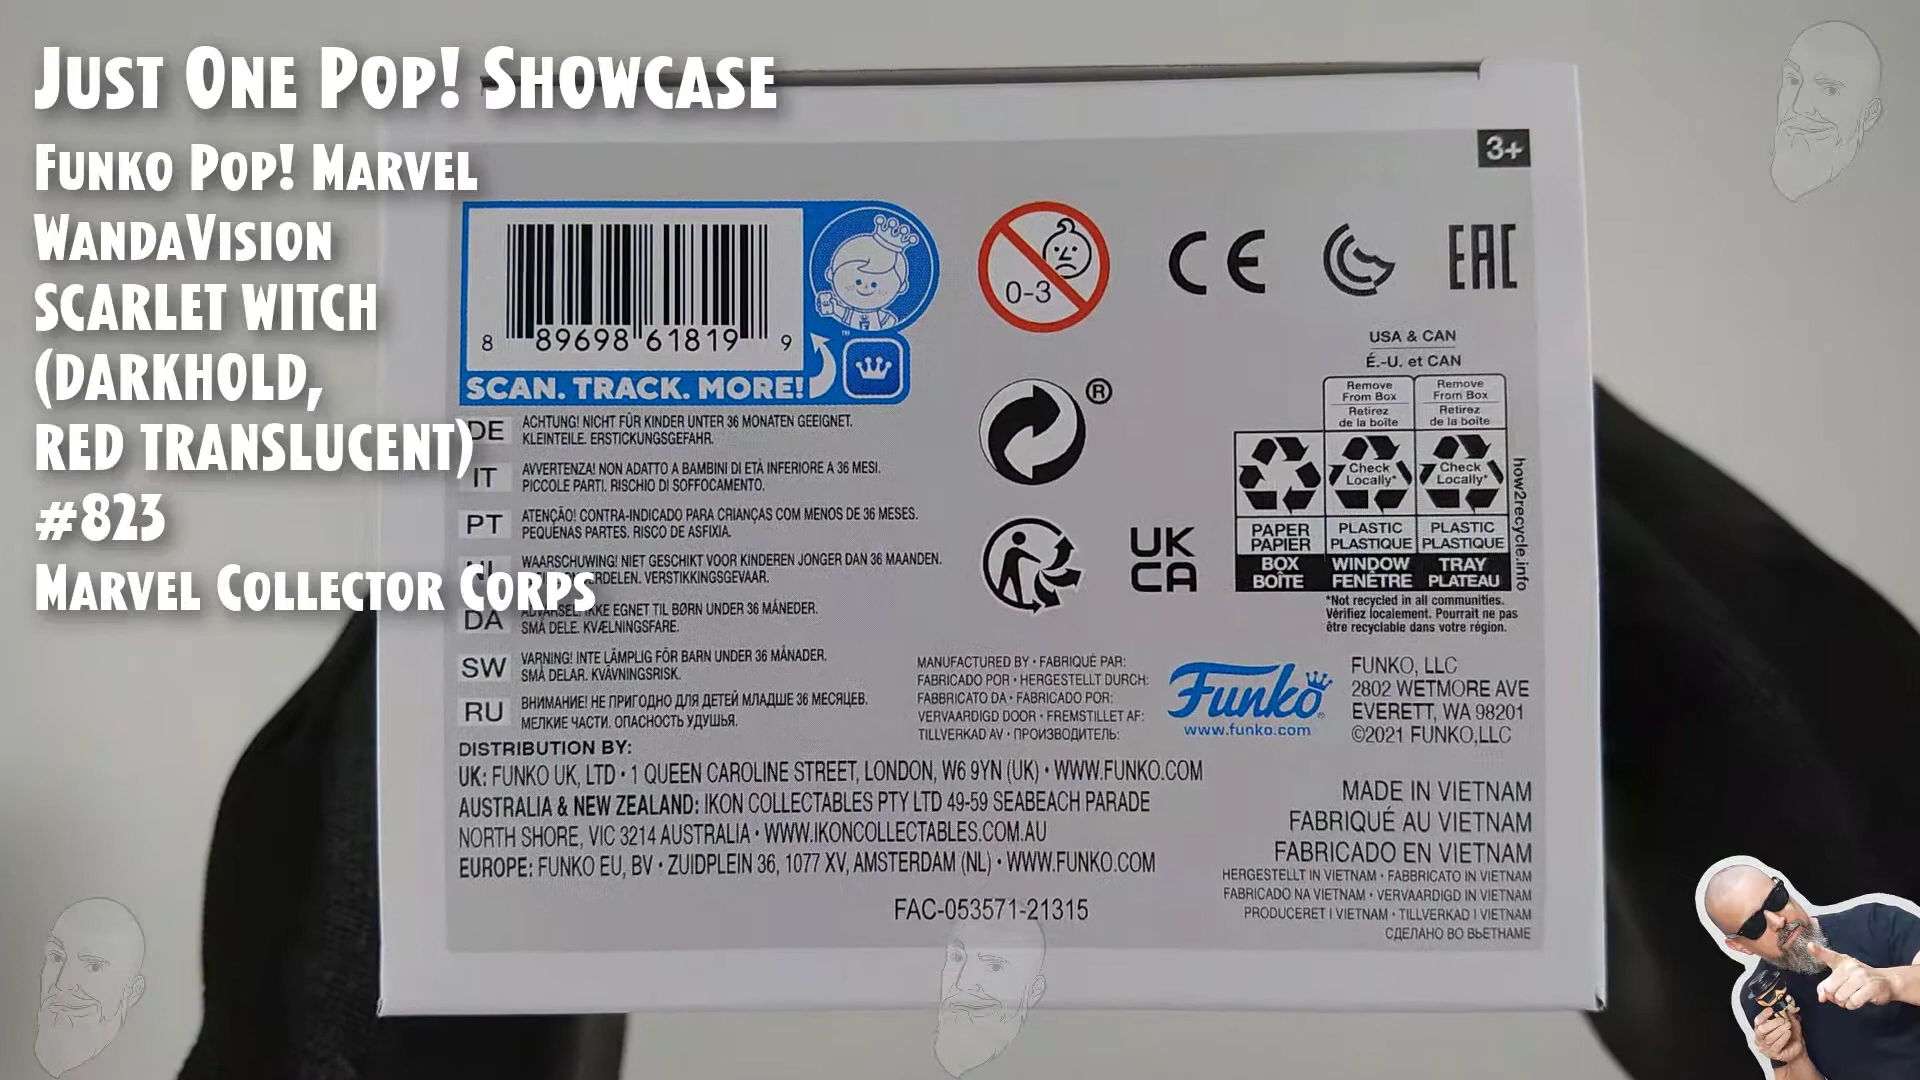 Just One Pop! Showcase
Funko Pop! Marvel
WandaVision
SCARLET WITCH
(DARKHOLD,
RED TRANSLUCENT)
#823
Marvel Collector Corps
3+
8 89698 61819 9
SCAN. TRACK. MORE!
TM
0-3
CE
EAC
USA & CAN
É.-U. et CAN
Remove From Box
Retirez de la boîte
Remove From Box
Retirez de la boîte
Check Locally*
Check Locally*
PAPER PAPIER
PLASTIC PLASTIQUE
PLASTIC PLASTIQUE
BOX BOÎTE
WINDOW FENÊTRE
TRAY PLATEAU
how2recycle.info
*Not recycled in all communities.
Vérifiez localement. Pourrait ne pas
être recyclable dans votre région.
®
UK
CA
DE ACHTUNG! NICHT FÜR KINDER UNTER 36 MONATEN GEEIGNET.
KLEINTEILE. ERSTICKUNGSGEFAHR.
IT AVVERTENZA! NON ADATTO A BAMBINI DI ETÀ INFERIORE A 36 MESI.
PICCOLE PARTI. RISCHIO DI SOFFOCAMENTO.
PT ATENÇÃO! CONTRA-INDICADO PARA CRIANÇAS COM MENOS DE 36 MESES.
PEQUENAS PARTES. RISCO DE ASFIXIA.
NL WAARSCHUWING! NIET GESCHIKT VOOR KINDEREN JONGER DAN 36 MAANDEN.
VERSTIKKINGSGEVAAR.
DA ADVARSEL! IKKE EGNET TIL BØRN UNDER 36 MÅNEDER.
SMÅ DELE. KVÆLNINGSFARE.
SW VARNING! INTE LÄMPLIG FÖR BARN UNDER 36 MÅNADER.
SMÅ DELAR. KVÄVNINGSRISK.
RU ВНИМАНИЕ! НЕ ПРИГОДНО ДЛЯ ДЕТЕЙ МЛАДШЕ 36 МЕСЯЦЕВ.
МЕЛКИЕ ЧАСТИ. ОПАСНОСТЬ УДУШЬЯ.
MANUFACTURED BY • FABRIQUÉ PAR:
FABRICADO POR • HERGESTELLT DURCH:
FABBRICATO DA • FABRICADO POR:
VERVAARDIGD DOOR • FREMSTILLET AF:
TILLVERKAD AV • ПРОИЗВОДИТЕЛЬ:
Funko®
www.funko.com
FUNKO, LLC
2802 WETMORE AVE
EVERETT, WA 98201
©2021 FUNKO,LLC
DISTRIBUTION BY:
UK: FUNKO UK, LTD • 1 QUEEN CAROLINE STREET, LONDON, W6 9YN (UK) • WWW.FUNKO.COM
AUSTRALIA & NEW ZEALAND: IKON COLLECTABLES PTY LTD 49-59 SEABEACH PARADE
NORTH SHORE, VIC 3214 AUSTRALIA • WWW.IKONCOLLECTABLES.COM.AU
EUROPE: FUNKO EU, BV • ZUIDPLEIN 36, 1077 XV, AMSTERDAM (NL) • WWW.FUNKO.COM
FAC-053571-21315
MADE IN VIETNAM
FABRIQUÉ AU VIETNAM
FABRICADO EN VIETNAM
HERGESTELLT IN VIETNAM • FABBRICATO IN VIETNAM
FABRICADO NA VIETNAM • VERVAARDIGD IN VIETNAM
PRODUCERET I VIETNAM • TILLVERKAD I VIETNAM
СДЕЛАНО ВО ВЬЕТНАМЕ